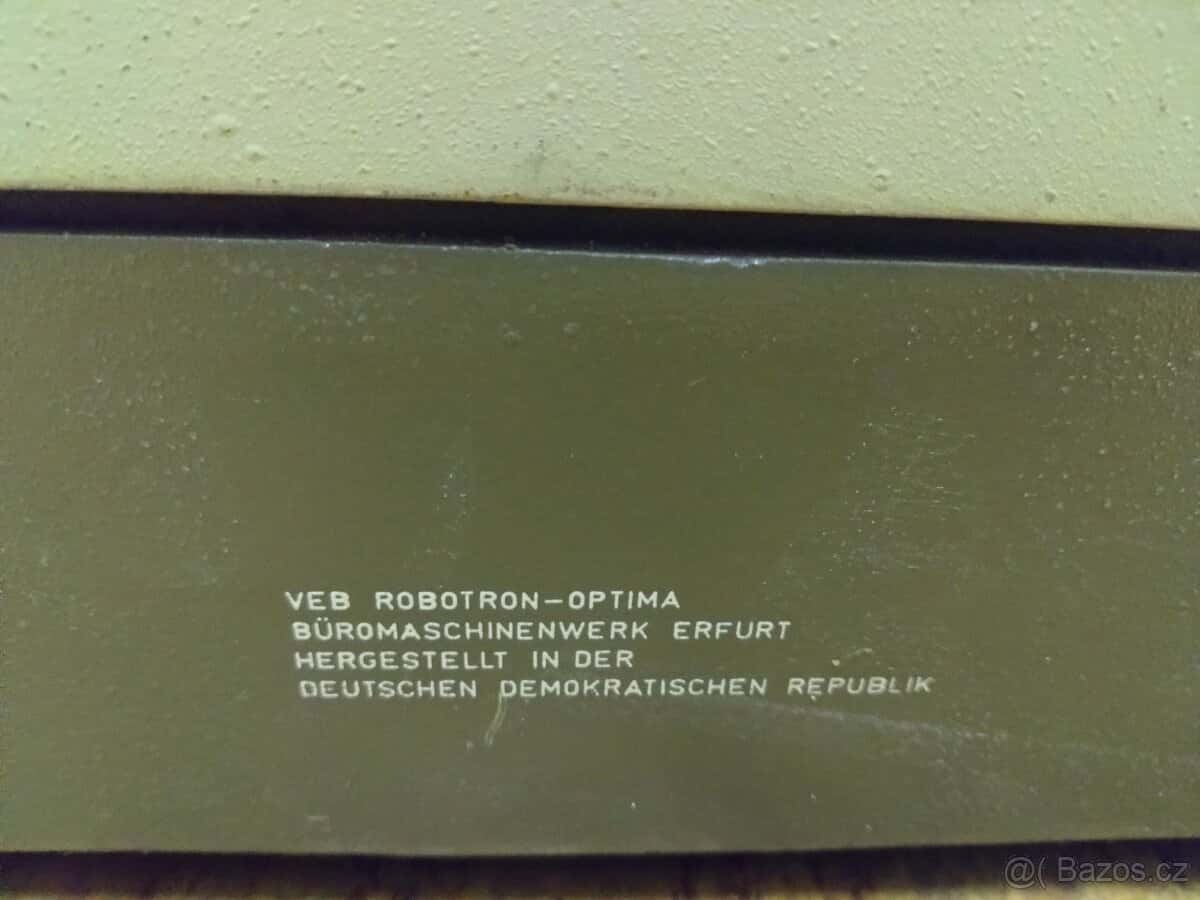 VEB ROBOTRON-OPTIMA
BÜROMASCHINENWERK ERFURT
HERGESTELLT IN DER
DEUTSCHEN DEMOKRATISCHEN REPUBLIK
@( Bazos.cz